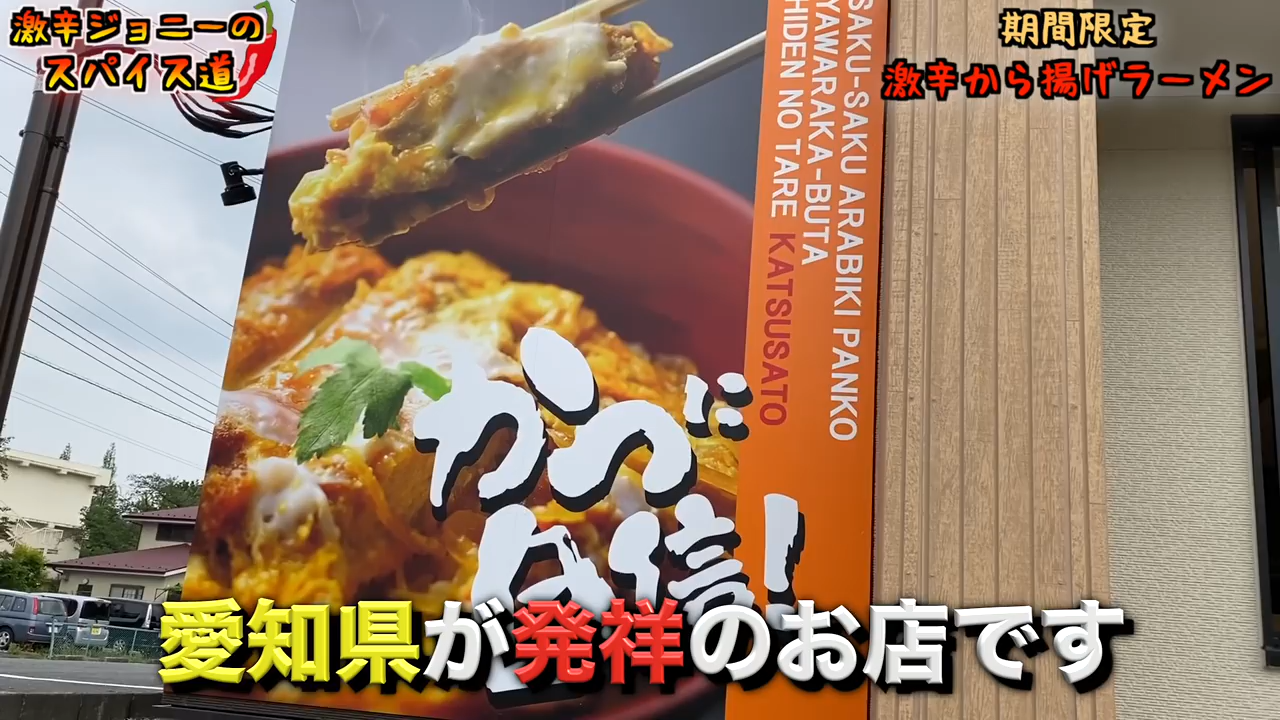 激辛ジョニーの
スパイス道
期間限定
激辛から揚げラーメン
SAKU-SAKU ARABIKI PANKO
YAWARAKA-BUTA
HIDEN NO TARE KATSUSATO
かつに
自信!
愛知県が発祥のお店です